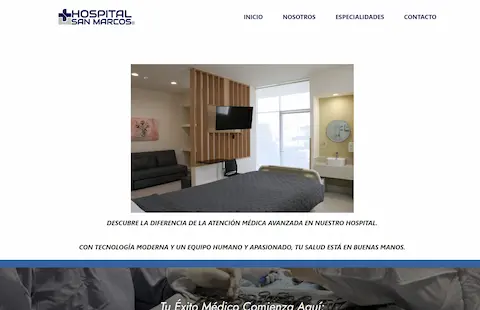 HOSPITAL
SAN MARCOS
INICIO NOSOTROS ESPECIALIDADES CONTACTO
DESCUBRE LA DIFERENCIA DE LA ATENCIÓN MÉDICA AVANZADA EN NUESTRO HOSPITAL.
CON TECNOLOGÍA MODERNA Y UN EQUIPO HUMANO Y APASIONADO, TU SALUD ESTÁ EN BUENAS MANOS.
Tu Éxito Médico Comienza Aquí: